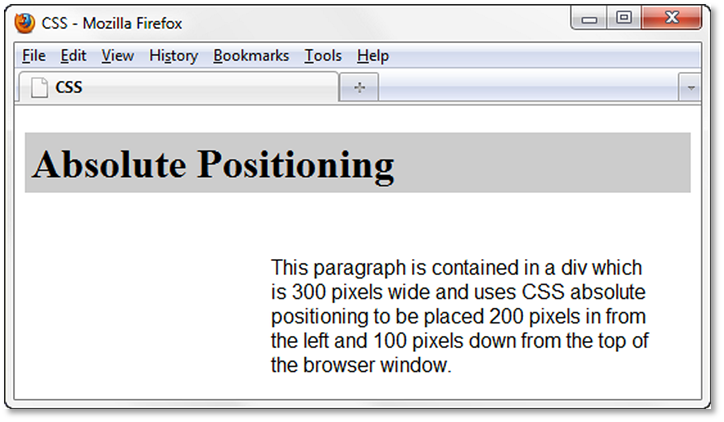 CSS - Mozilla Firefox
File Edit View History Bookmarks Tools Help
CSS
Absolute Positioning
This paragraph is contained in a div which
is 300 pixels wide and uses CSS absolute
positioning to be placed 200 pixels in from
the left and 100 pixels down from the top of
the browser window.